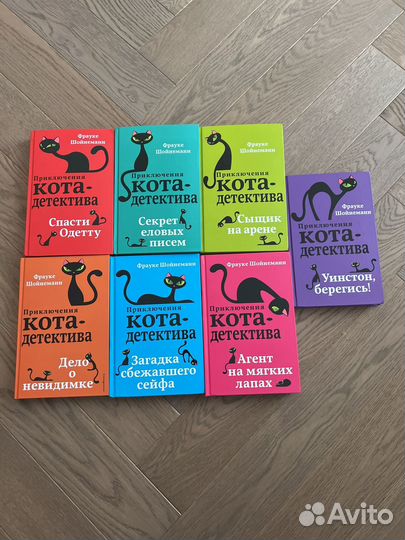 Фрауке
Шойнеманн
Приключения
кота-
детектива
Спасти
Одетту
Фрауке
Шойнеманн
Приключения
кота-
детектива
Секрет
еловых
писем
Фрауке
Шойнеманн
Приключения
кота-
детектива
Сыщик
на арене
Фрауке
Шойнеманн
Приключения
кота-
детектива
Уинстон,
берегись!
Фрауке
Шойнеманн
Приключения
кота-
детектива
Дело
о
невидимке
Фрауке Шойнеманн
Приключения
кота-
детектива
Загадка
сбежавшего
сейфа
Фрауке Шойнеманн
Приключения
кота-
детектива
Агент
на мягких
лапах
Avito